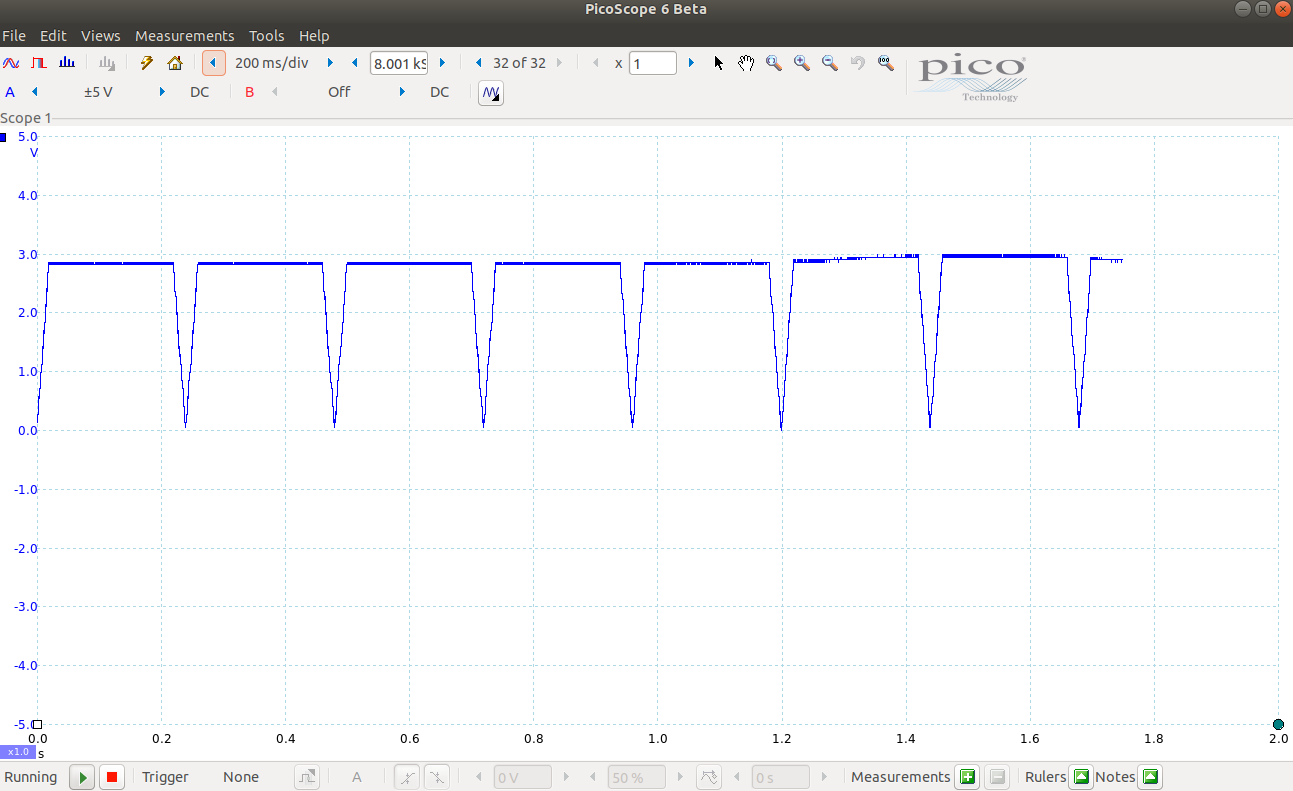 PicoScope 6 Beta
File Edit Views Measurements Tools Help
200 ms/div 8.001 kS 32 of 32 x 1
pico
Technology
A ±5 V DC B Off DC
Scope 1
5.0
V
4.0
3.0
2.0
1.0
0.0
-1.0
-2.0
-3.0
-4.0
-5.0
0.0 0.2 0.4 0.6 0.8 1.0 1.2 1.4 1.6 1.8 2.0
x1.0 s
Running Trigger None A 0 V 50 % 0 s Measurements Rulers Notes